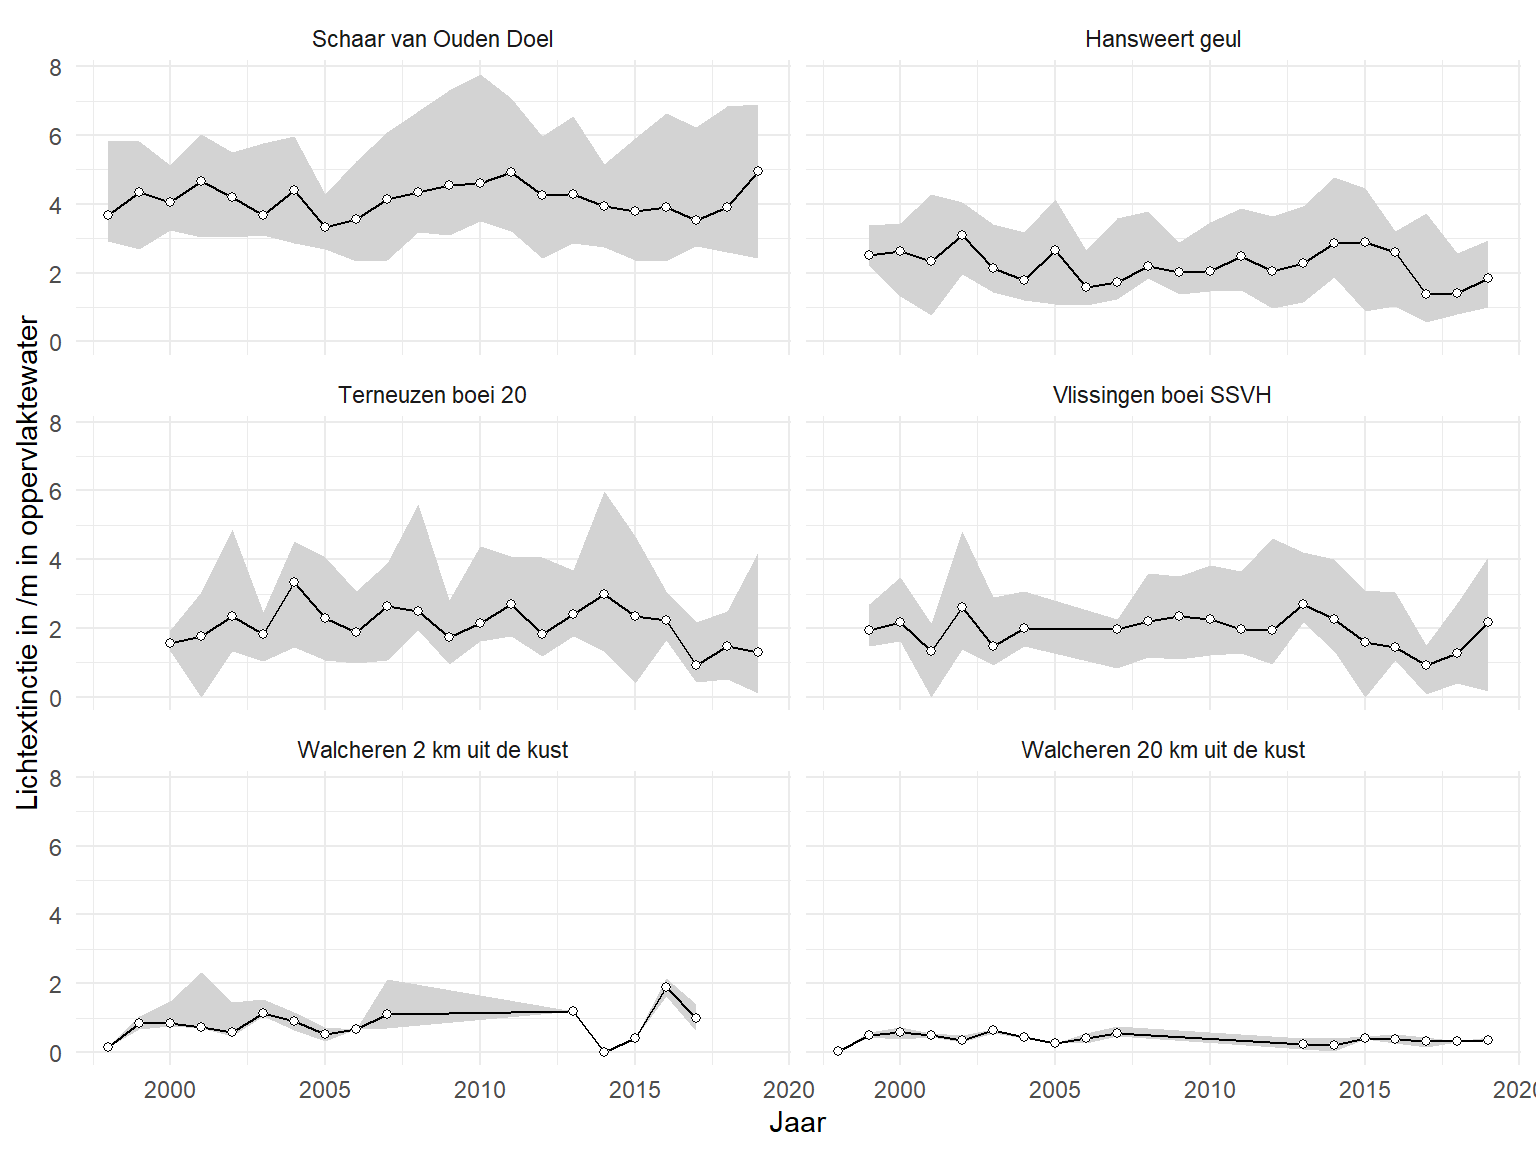 Schaar van Ouden Doel
Hansweert geul
8
6
4
2
0
Terneuzen boei 20
Vlissingen boei SSVH
8
6
4
2
0
Walcheren 2 km uit de kust
Walcheren 20 km uit de kust
8
6
4
2
0
2000 2005 2010 2015 2020 2000 2005 2010 2015 2020
Jaar
Lichtextinctie in /m in oppervlaktewater